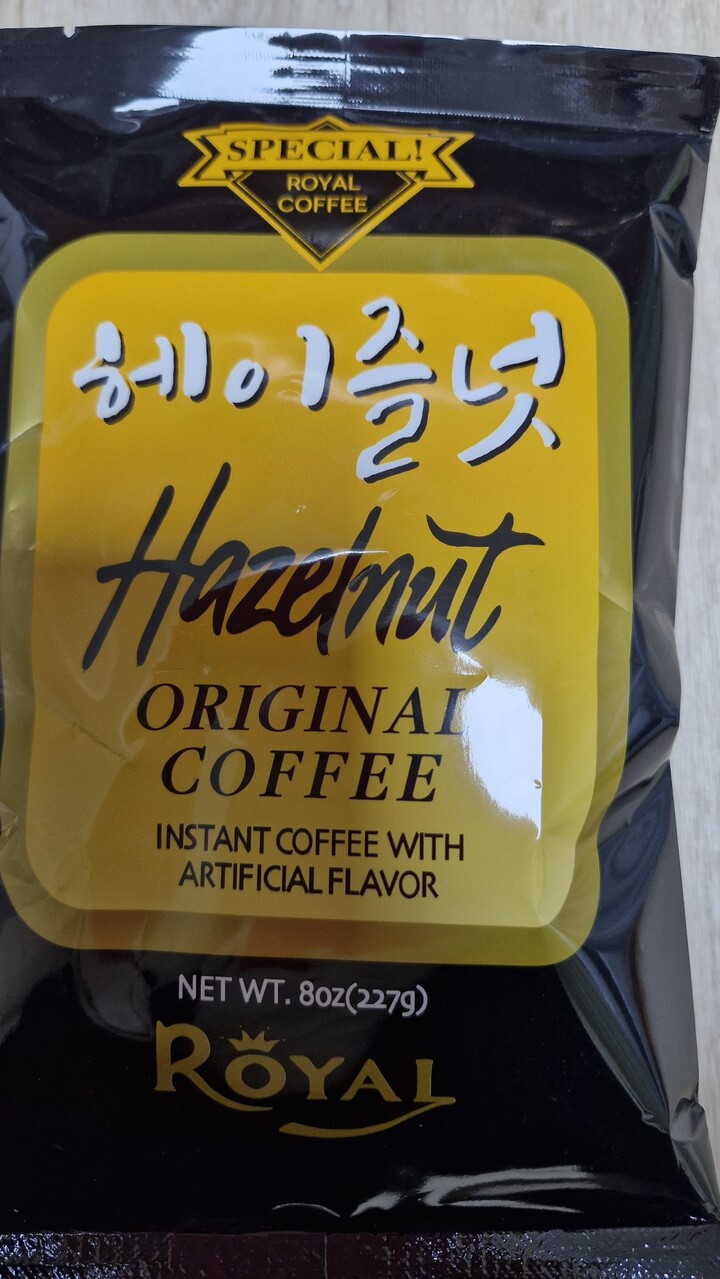 SPECIAL!
ROYAL
COFFEE
헤이즐넛
Hazelnut
ORIGINAL
COFFEE
INSTANT COFFEE WITH
ARTIFICIAL FLAVOR
NET WT. 8oz(227g)
ROYAL